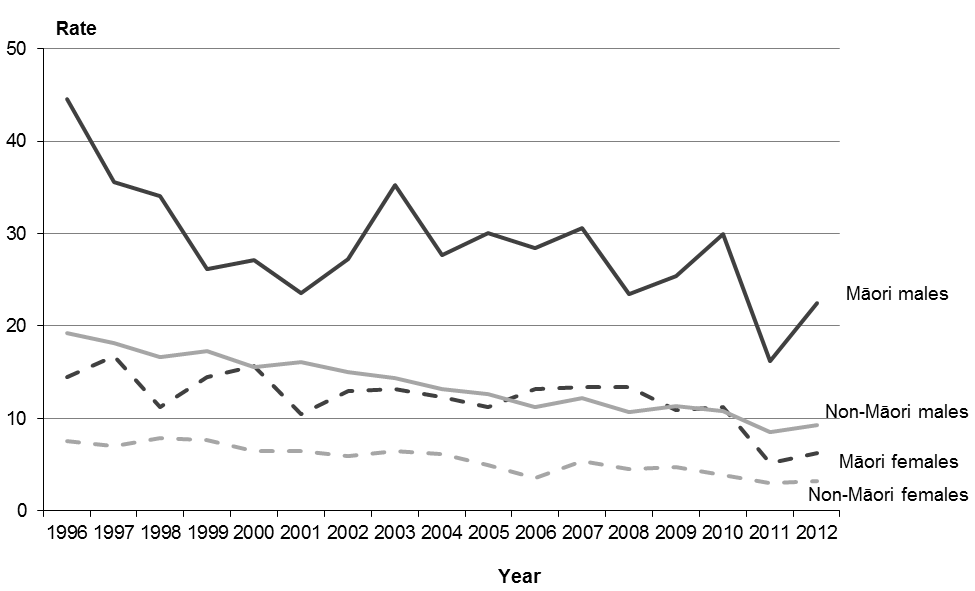 Rate
50
40
30
20
10
0
Māori males
Non-Māori males
Māori females
Non-Māori females
1996 1997 1998 1999 2000 2001 2002 2003 2004 2005 2006 2007 2008 2009 2010 2011 2012
Year